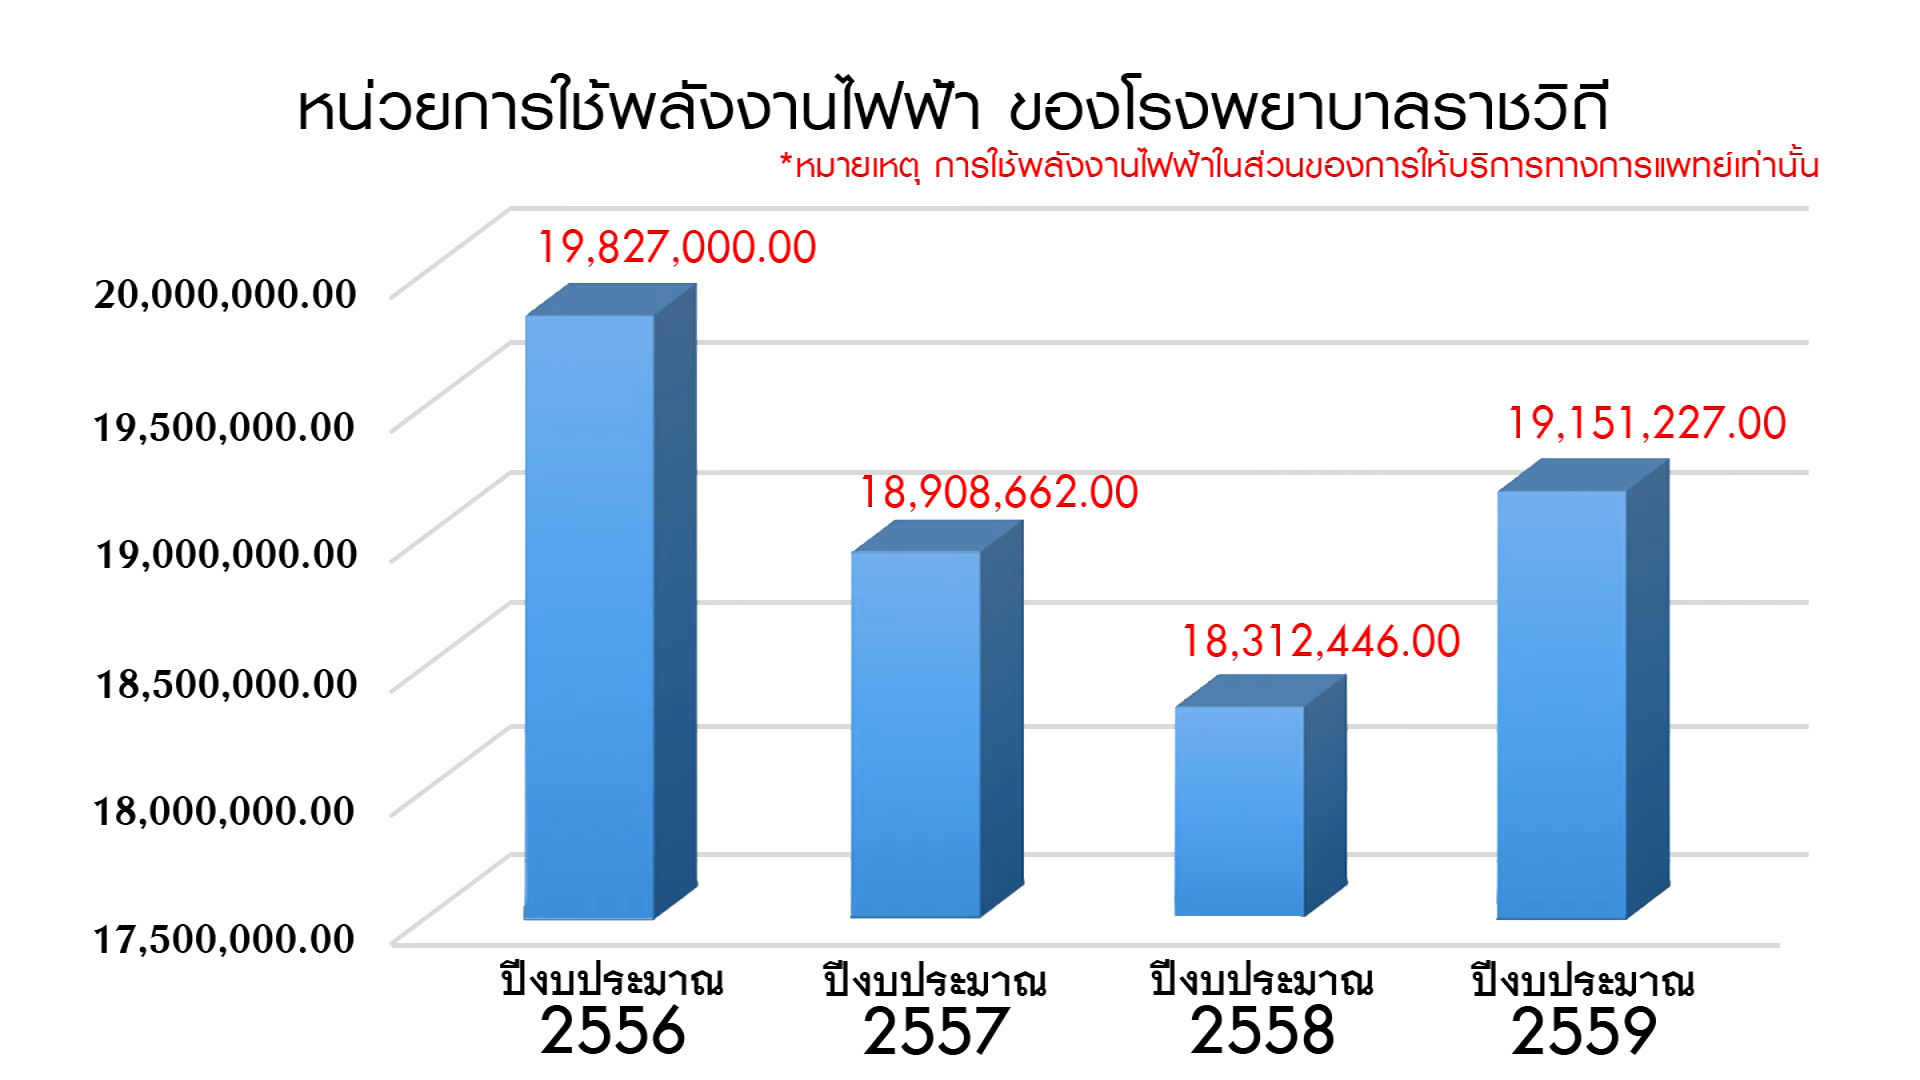 หน่วยการใช้พลังงานไฟฟ้า ของโรงพยาบาลราชวิถี
*หมายเหตุ การใช้พลังงานไฟฟ้าในส่วนของการให้บริการทางการแพทย์เท่านั้น
20,000,000.00
19,500,000.00
19,000,000.00
18,500,000.00
18,000,000.00
17,500,000.00
19,827,000.00
18,908,662.00
18,312,446.00
19,151,227.00
ปีงบประมาณ
2556
ปีงบประมาณ
2557
ปีงบประมาณ
2558
ปีงบประมาณ
2559